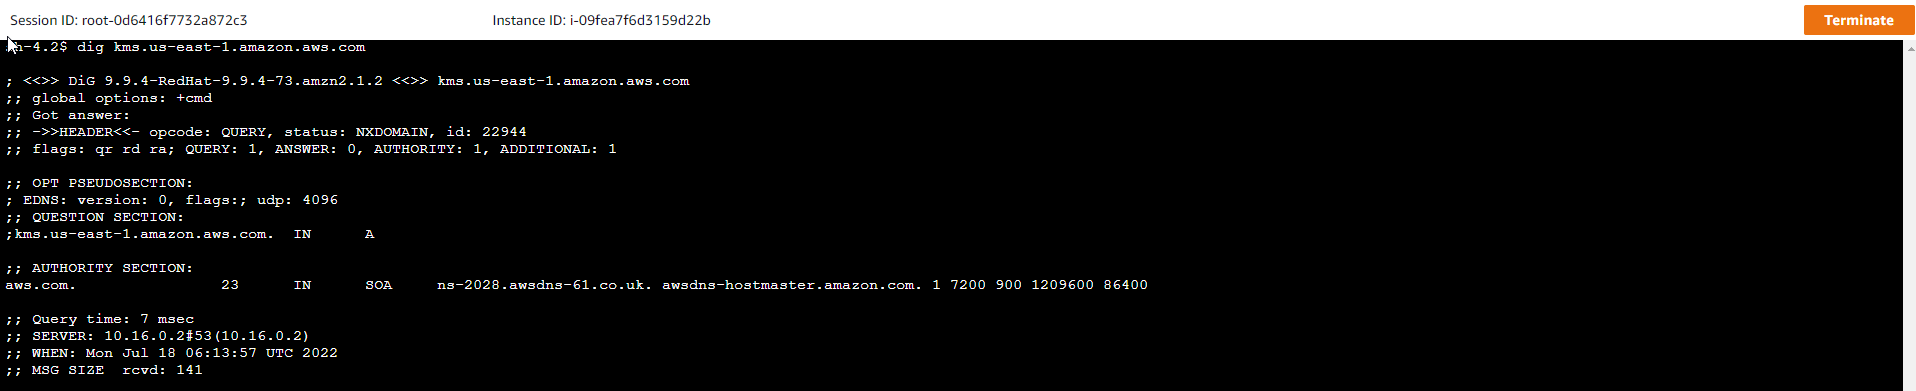 Session ID: root-0d6416f7732a872c3 Instance ID: i-09fea7f6d3159d22b Terminate
-4.2$ dig kms.us-east-1.amazon.aws.com
; <<>> DiG 9.9.4-RedHat-9.9.4-73.amzn2.1.2 <<>> kms.us-east-1.amazon.aws.com
;; global options: +cmd
;; Got answer:
;; ->>HEADER<<- opcode: QUERY, status: NXDOMAIN, id: 22944
;; flags: qr rd ra; QUERY: 1, ANSWER: 0, AUTHORITY: 1, ADDITIONAL: 1
;; OPT PSEUDOSECTION:
; EDNS: version: 0, flags:; udp: 4096
;; QUESTION SECTION:
;kms.us-east-1.amazon.aws.com. IN A
;; AUTHORITY SECTION:
aws.com. 23 IN SOA ns-2028.awsdns-61.co.uk. awsdns-hostmaster.amazon.com. 1 7200 900 1209600 86400
;; Query time: 7 msec
;; SERVER: 10.16.0.2#53(10.16.0.2)
;; WHEN: Mon Jul 18 06:13:57 UTC 2022
;; MSG SIZE rcvd: 141